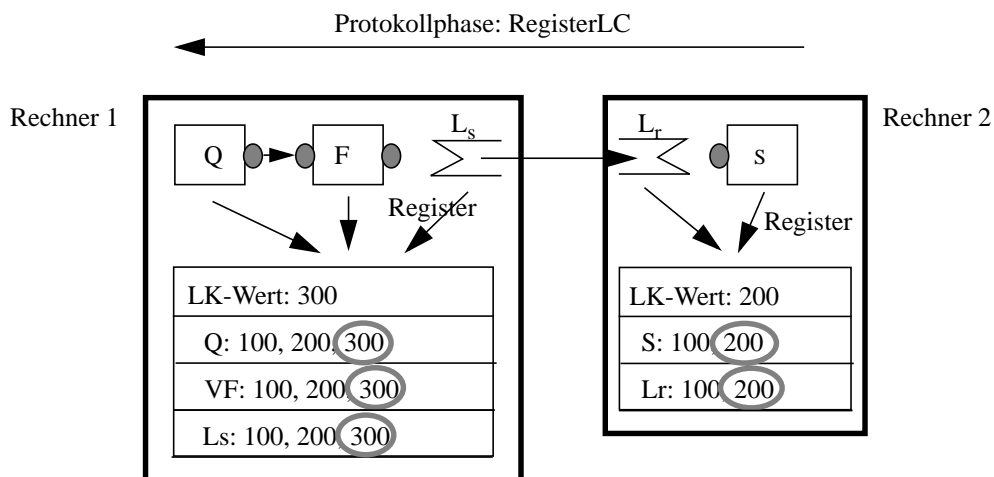 Protokollphase: RegisterLC
Rechner 1
Rechner 2
Ls
Lr
Q
F
S
Register
Register
LK-Wert: 300
Q: 100, 200, 300
VF: 100, 200, 300
Ls: 100, 200, 300
LK-Wert: 200
S: 100, 200
Lr: 100, 200